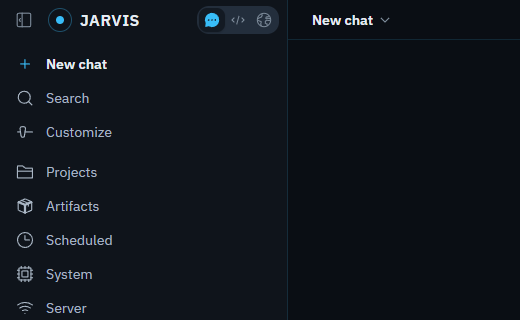 JARVIS
New chat
New chat
Search
Customize
Projects
Artifacts
Scheduled
System
Server